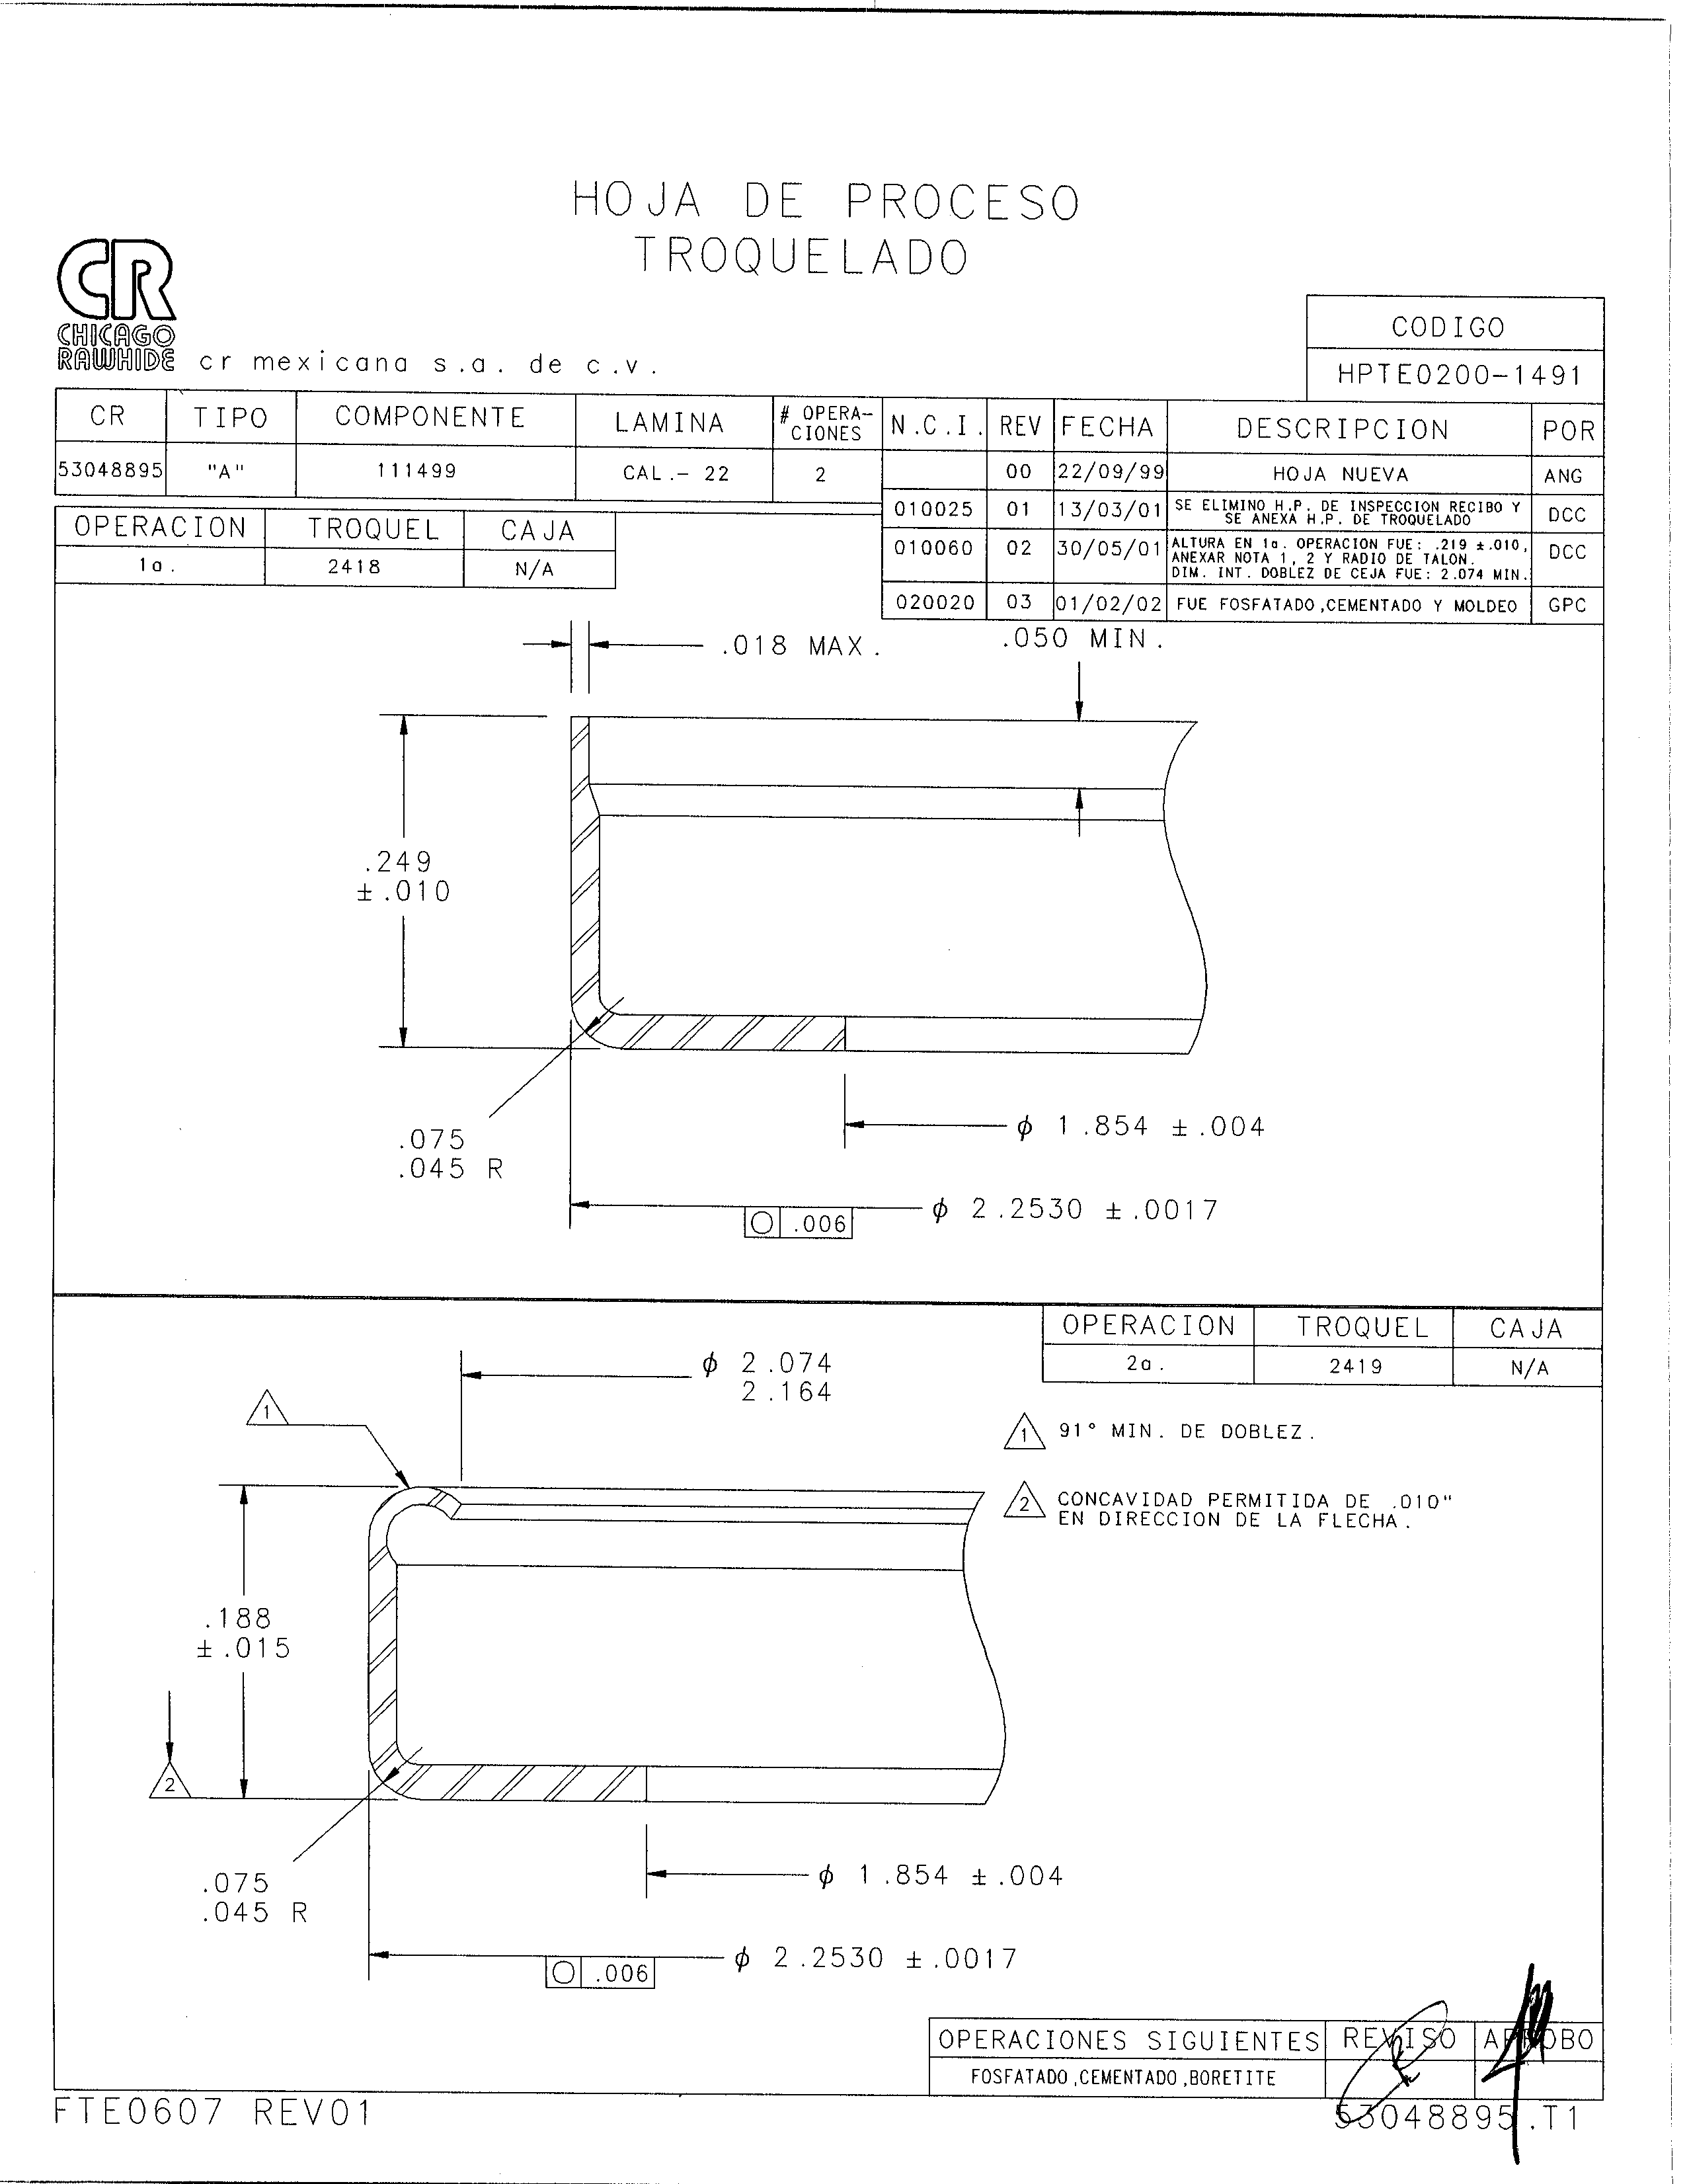 HOJA DE PROCESO
TROQUELADO
CR
CHICAGO
RAWHIDE
cr mexicana s.a. de c.v.
CODIGO
HPTE0200-1491
CR TIPO COMPONENTE LAMINA # OPERA-CIONES
53048895 "A" 111499 CAL.- 22 2
N.C.I. REV FECHA DESCRIPCION POR
00 22/09/99 HOJA NUEVA ANG
010025 01 13/03/01 SE ELIMINO H.P. DE INSPECCION RECIBO Y
SE ANEXA H.P. DE TROQUELADO DCC
010060 02 30/05/01 ALTURA EN 1a. OPERACION FUE: .219 ±.010,
ANEXAR NOTA 1, 2 Y RADIO DE TALON.
DIM. INT. DOBLEZ DE CEJA FUE: 2.074 MIN. DCC
020020 03 01/02/02 FUE FOSFATADO,CEMENTADO Y MOLDEO GPC
OPERACION TROQUEL CAJA
1a. 2418 N/A
.018 MAX.
.050 MIN.
.249
±.010
.075
.045 R
ϕ 1.854 ±.004
ϕ 2.2530 ±.0017
○ .006
OPERACION TROQUEL CAJA
2a. 2419 N/A
ϕ 2.074
2.164
1
1 91° MIN. DE DOBLEZ.
2 CONCAVIDAD PERMITIDA DE .010"
EN DIRECCION DE LA FLECHA.
.188
±.015
2
.075
.045 R
ϕ 1.854 ±.004
ϕ 2.2530 ±.0017
○ .006
OPERACIONES SIGUIENTES REVISO APROBO
FOSFATADO,CEMENTADO,BORETITE
FTE0607 REV01
53048895.T1